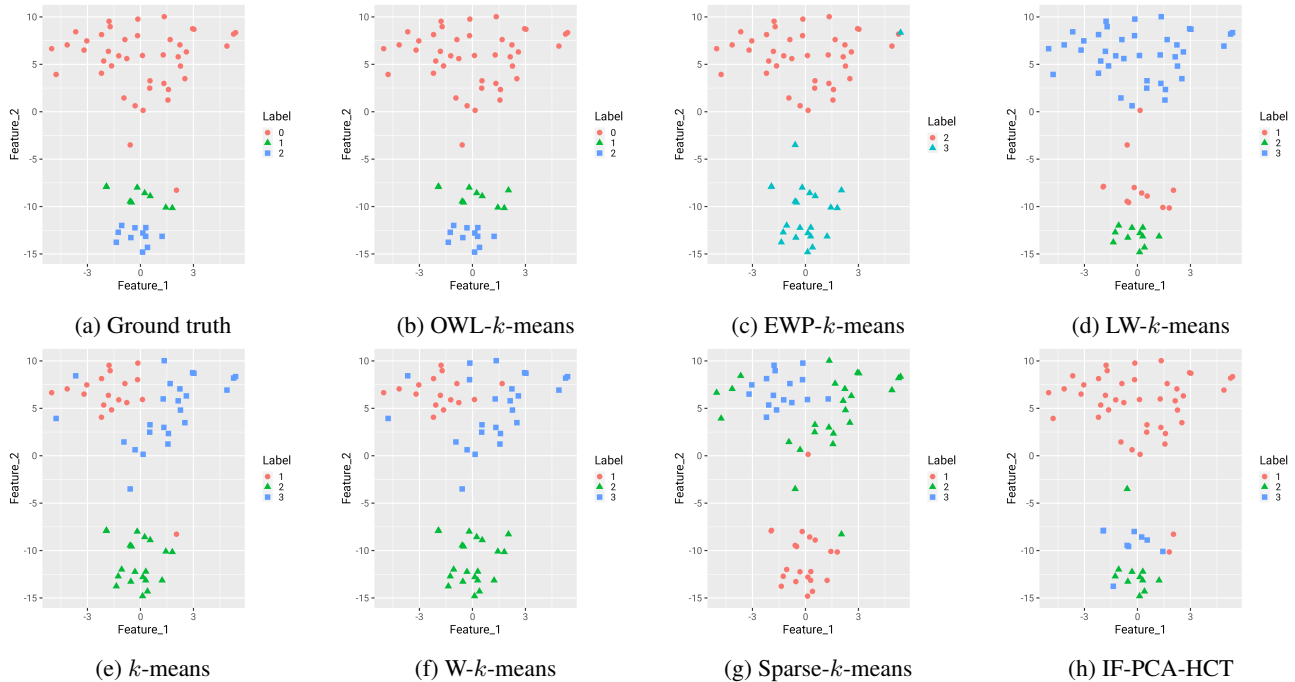 10
5
0
-5
-10
-15
Feature_2
-3
0
3
Feature_1
Label
0
1
2
(a) Ground truth
10
5
0
-5
-10
-15
Feature_2
-3
0
3
Feature_1
Label
0
1
2
(b) OWL-k-means
10
5
0
-5
-10
-15
Feature_2
-3
0
3
Feature_1
Label
2
3
(c) EWP-k-means
10
5
0
-5
-10
-15
Feature_2
-3
0
3
Feature_1
Label
1
2
3
(d) LW-k-means
10
5
0
-5
-10
-15
Feature_2
-3
0
3
Feature_1
Label
1
2
3
(e) k-means
10
5
0
-5
-10
-15
Feature_2
-3
0
3
Feature_1
Label
1
2
3
(f) W-k-means
10
5
0
-5
-10
-15
Feature_2
-3
0
3
Feature_1
Label
1
2
3
(g) Sparse-k-means
10
5
0
-5
-10
-15
Feature_2
-3
0
3
Feature_1
Label
1
2
3
(h) IF-PCA-HCT